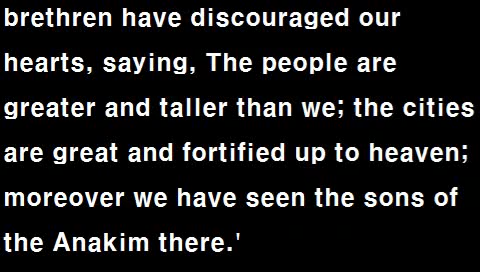 brethren have discouraged our
hearts, saying, The people are
greater and taller than we; the cities
are great and fortified up to heaven;
moreover we have seen the sons of
the Anakim there.'